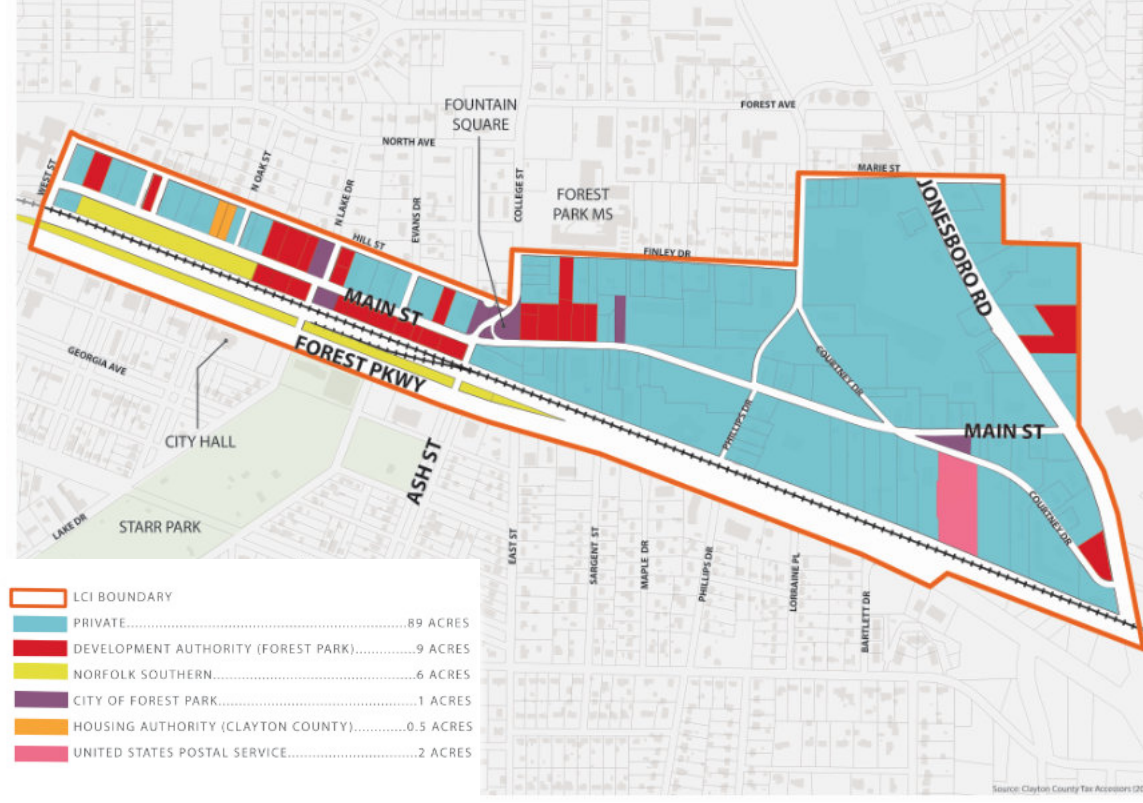 FOREST AVE
FOUNTAIN
SQUARE
NORTH AVE
MARIE ST
WEST ST
N OAK ST
N LAKE DR
EVANS DR
COLLEGE ST
FOREST
PARK MS
JONESBORO RD
HILL ST
FINLEY DR
MAIN ST
FOREST PKWY
GEORGIA AVE
COURTNEY DR
PHILLIPS DR
MAIN ST
CITY HALL
ASH ST
COURTNEY DR
LAKE DR
STARR PARK
EAST ST
SARGENT ST
MAPLE DR
PHILLIPS DR
LORRAINE PL
BARTLETT DR
LCI BOUNDARY
PRIVATE............................................................89 ACRES
DEVELOPMENT AUTHORITY (FOREST PARK)..............9 ACRES
NORFOLK SOUTHERN...........................................6 ACRES
CITY OF FOREST PARK..........................................1 ACRES
HOUSING AUTHORITY (CLAYTON COUNTY)............0.5 ACRES
UNITED STATES POSTAL SERVICE............................2 ACRES
Source: Clayton County Tax Accessors